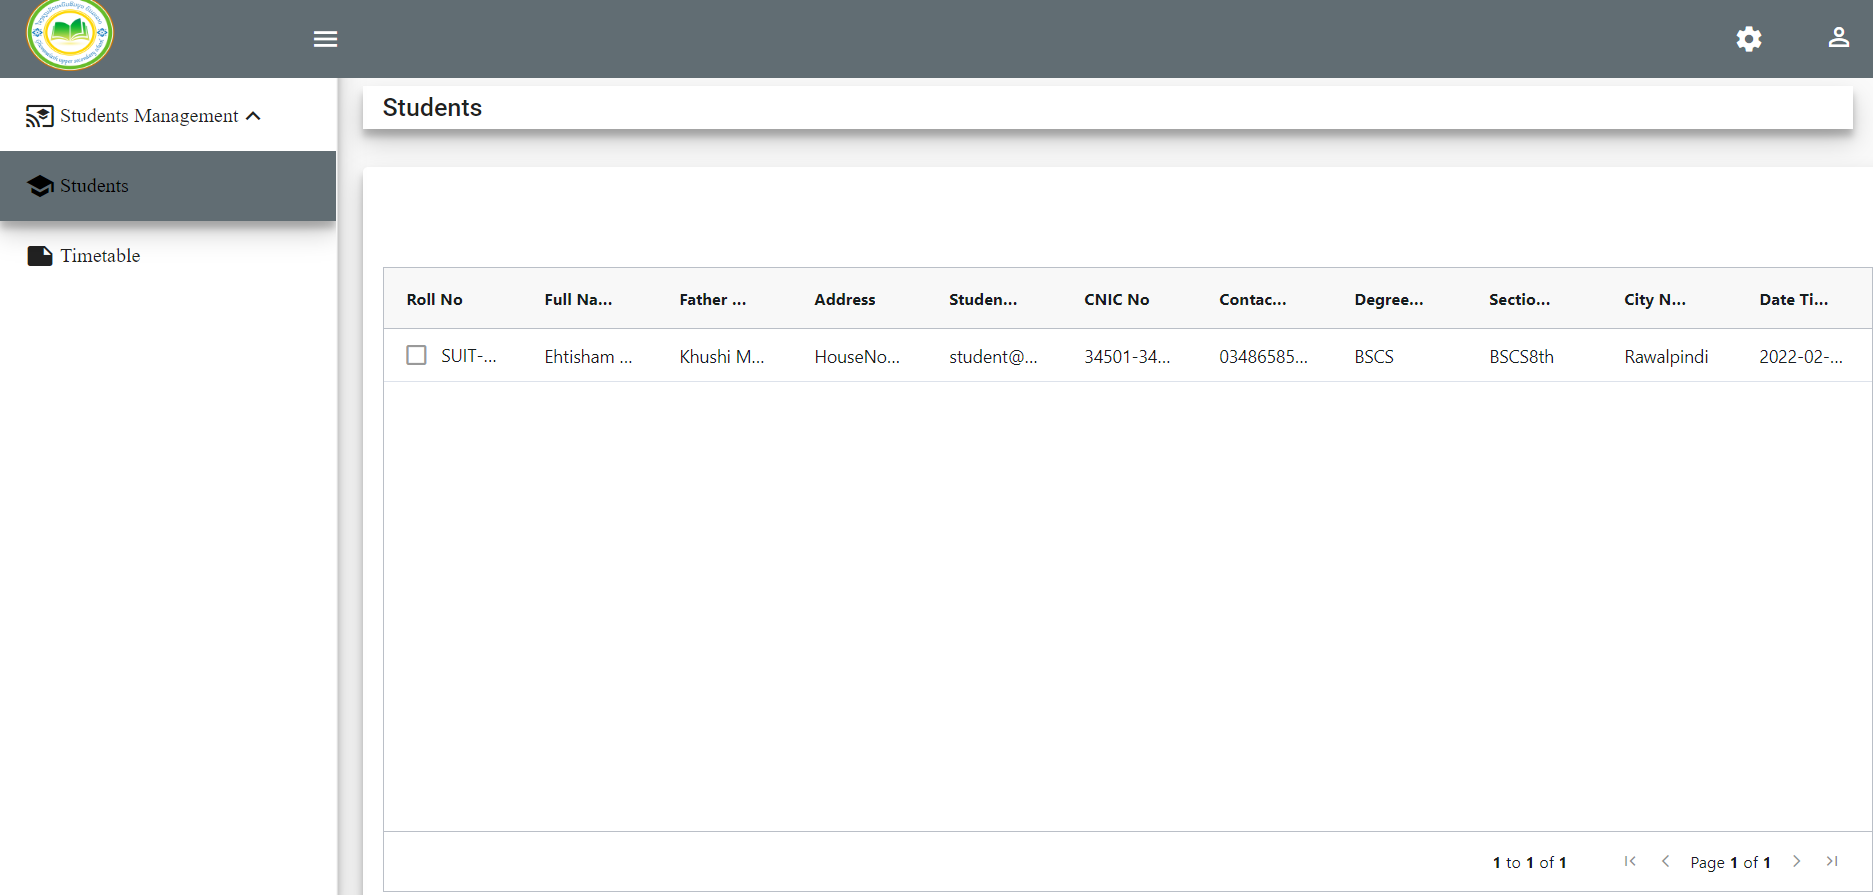 Students Management
Students
Students
Timetable
Roll No Full Na... Father ... Address Studen... CNIC No Contac... Degree... Sectio... City N... Date Ti...
SUIT-... Ehtisham ... Khushi M... HouseNo... student@... 34501-34... 03486585... BSCS BSCS8th Rawalpindi 2022-02-...
1 to 1 of 1 Page 1 of 1